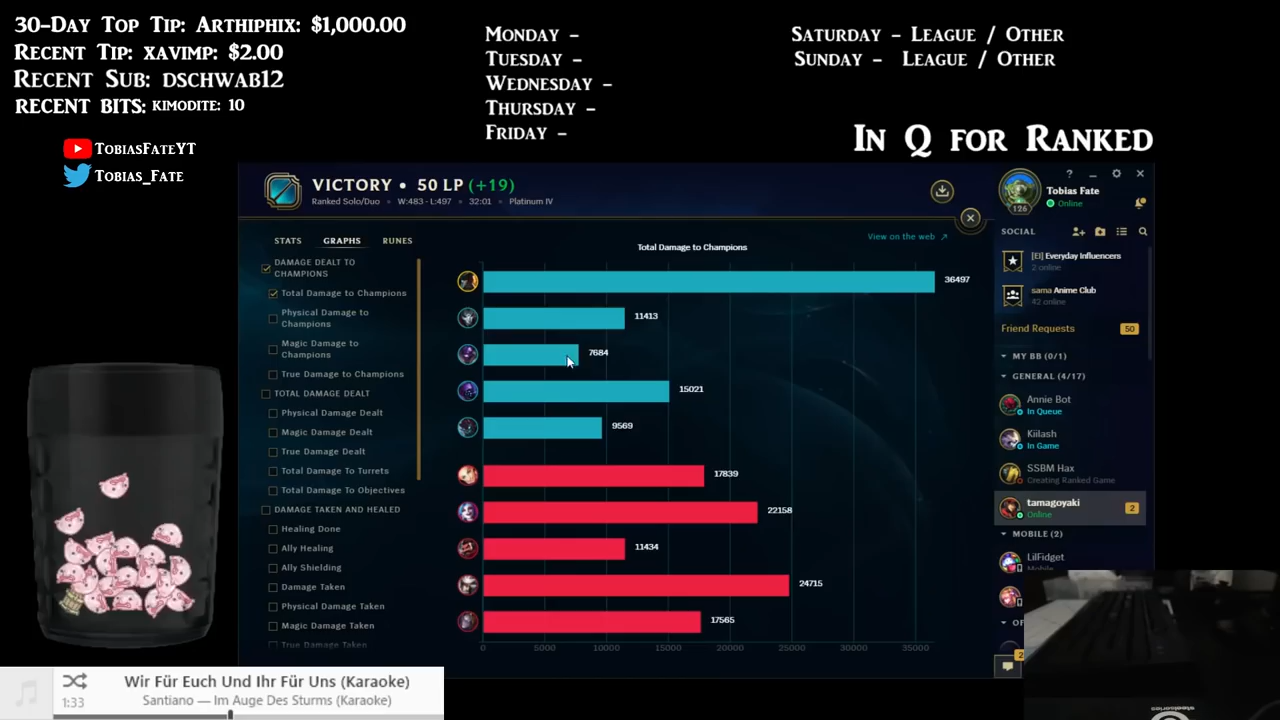 30-Day Top Tip: Arthiphix: $1,000.00
Recent Tip: xavimp: $2.00
Recent Sub: dschwab12
Recent Bits: kimodite: 10
TobiasFateYT
Tobias_Fate
Monday -
Tuesday -
Wednesday -
Thursday -
Friday -
Saturday - League / Other
Sunday - League / Other
In Q for Ranked
VICTORY • 50 LP (+19)
Ranked Solo/Duo • W:483 - L:497 • 32:01 • Platinum IV
STATS GRAPHS RUNES
View on the web
Total Damage to Champions
DAMAGE DEALT TO
CHAMPIONS
Total Damage to Champions
Physical Damage to
Champions
Magic Damage to
Champions
True Damage to Champions
TOTAL DAMAGE DEALT
Physical Damage Dealt
Magic Damage Dealt
True Damage Dealt
Total Damage To Turrets
Total Damage To Objectives
DAMAGE TAKEN AND HEALED
Healing Done
Ally Healing
Ally Shielding
Damage Taken
Physical Damage Taken
Magic Damage Taken
True Damage Taken
36497
11413
7684
15021
9569
17839
22158
11434
24715
17565
0 5000 10000 15000 20000 25000 30000 35000
?
126
Tobias Fate
Online
SOCIAL
[EI] Everyday Influencers
2 online
sama Anime Club
42 online
Friend Requests 50
MY BB (0/1)
GENERAL (4/17)
Annie Bot
In Queue
Kiilash
In Game
SSBM Hax
Creating Ranked Game
tamagoyaki
Online
2
MOBILE (2)
LilFidget
Mobile
OF
2
Wir Für Euch Und Ihr Für Uns (Karaoke)
1:33
Santiano — Im Auge Des Sturms (Karaoke)